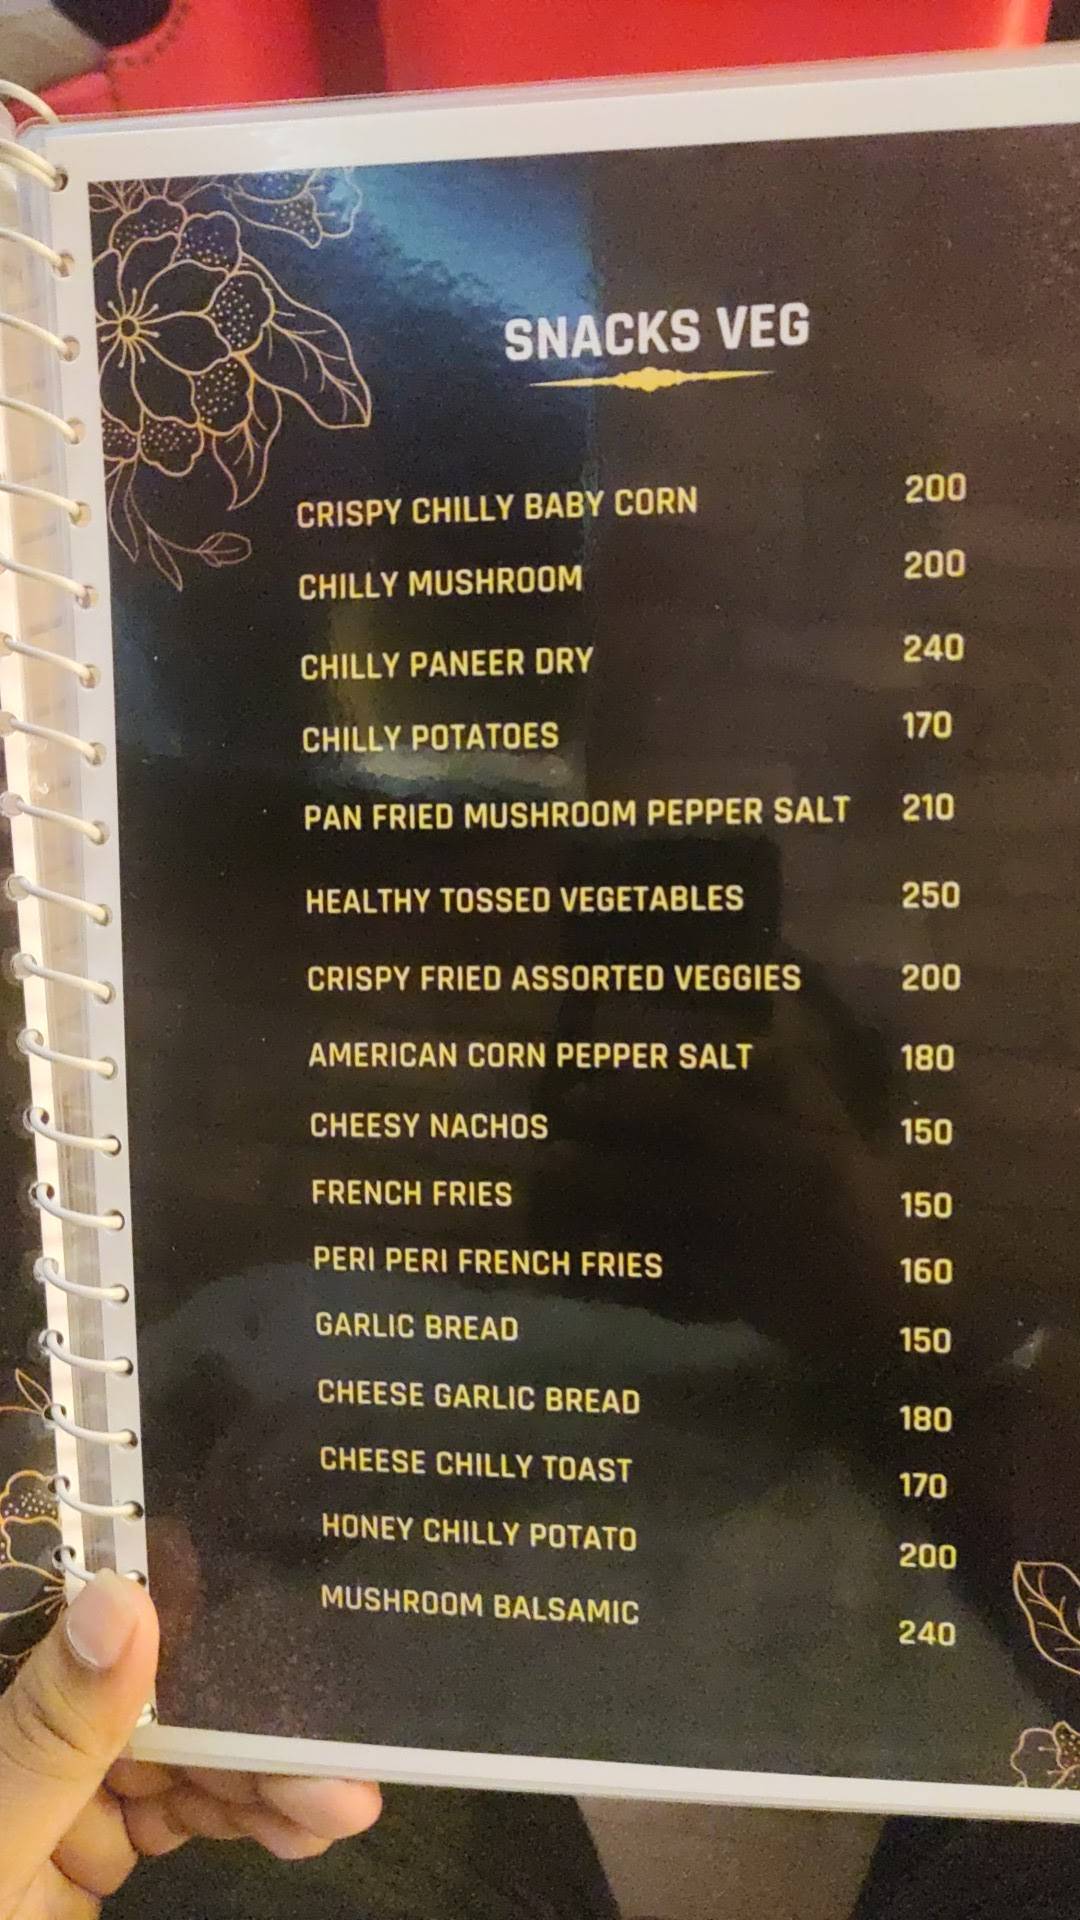 SNACKS VEG
CRISPY CHILLY BABY CORN 200
CHILLY MUSHROOM 200
CHILLY PANEER DRY 240
CHILLY POTATOES 170
PAN FRIED MUSHROOM PEPPER SALT 210
HEALTHY TOSSED VEGETABLES 250
CRISPY FRIED ASSORTED VEGGIES 200
AMERICAN CORN PEPPER SALT 180
CHEESY NACHOS 150
FRENCH FRIES 150
PERI PERI FRENCH FRIES 160
GARLIC BREAD 150
CHEESE GARLIC BREAD 180
CHEESE CHILLY TOAST 170
HONEY CHILLY POTATO 200
MUSHROOM BALSAMIC 240